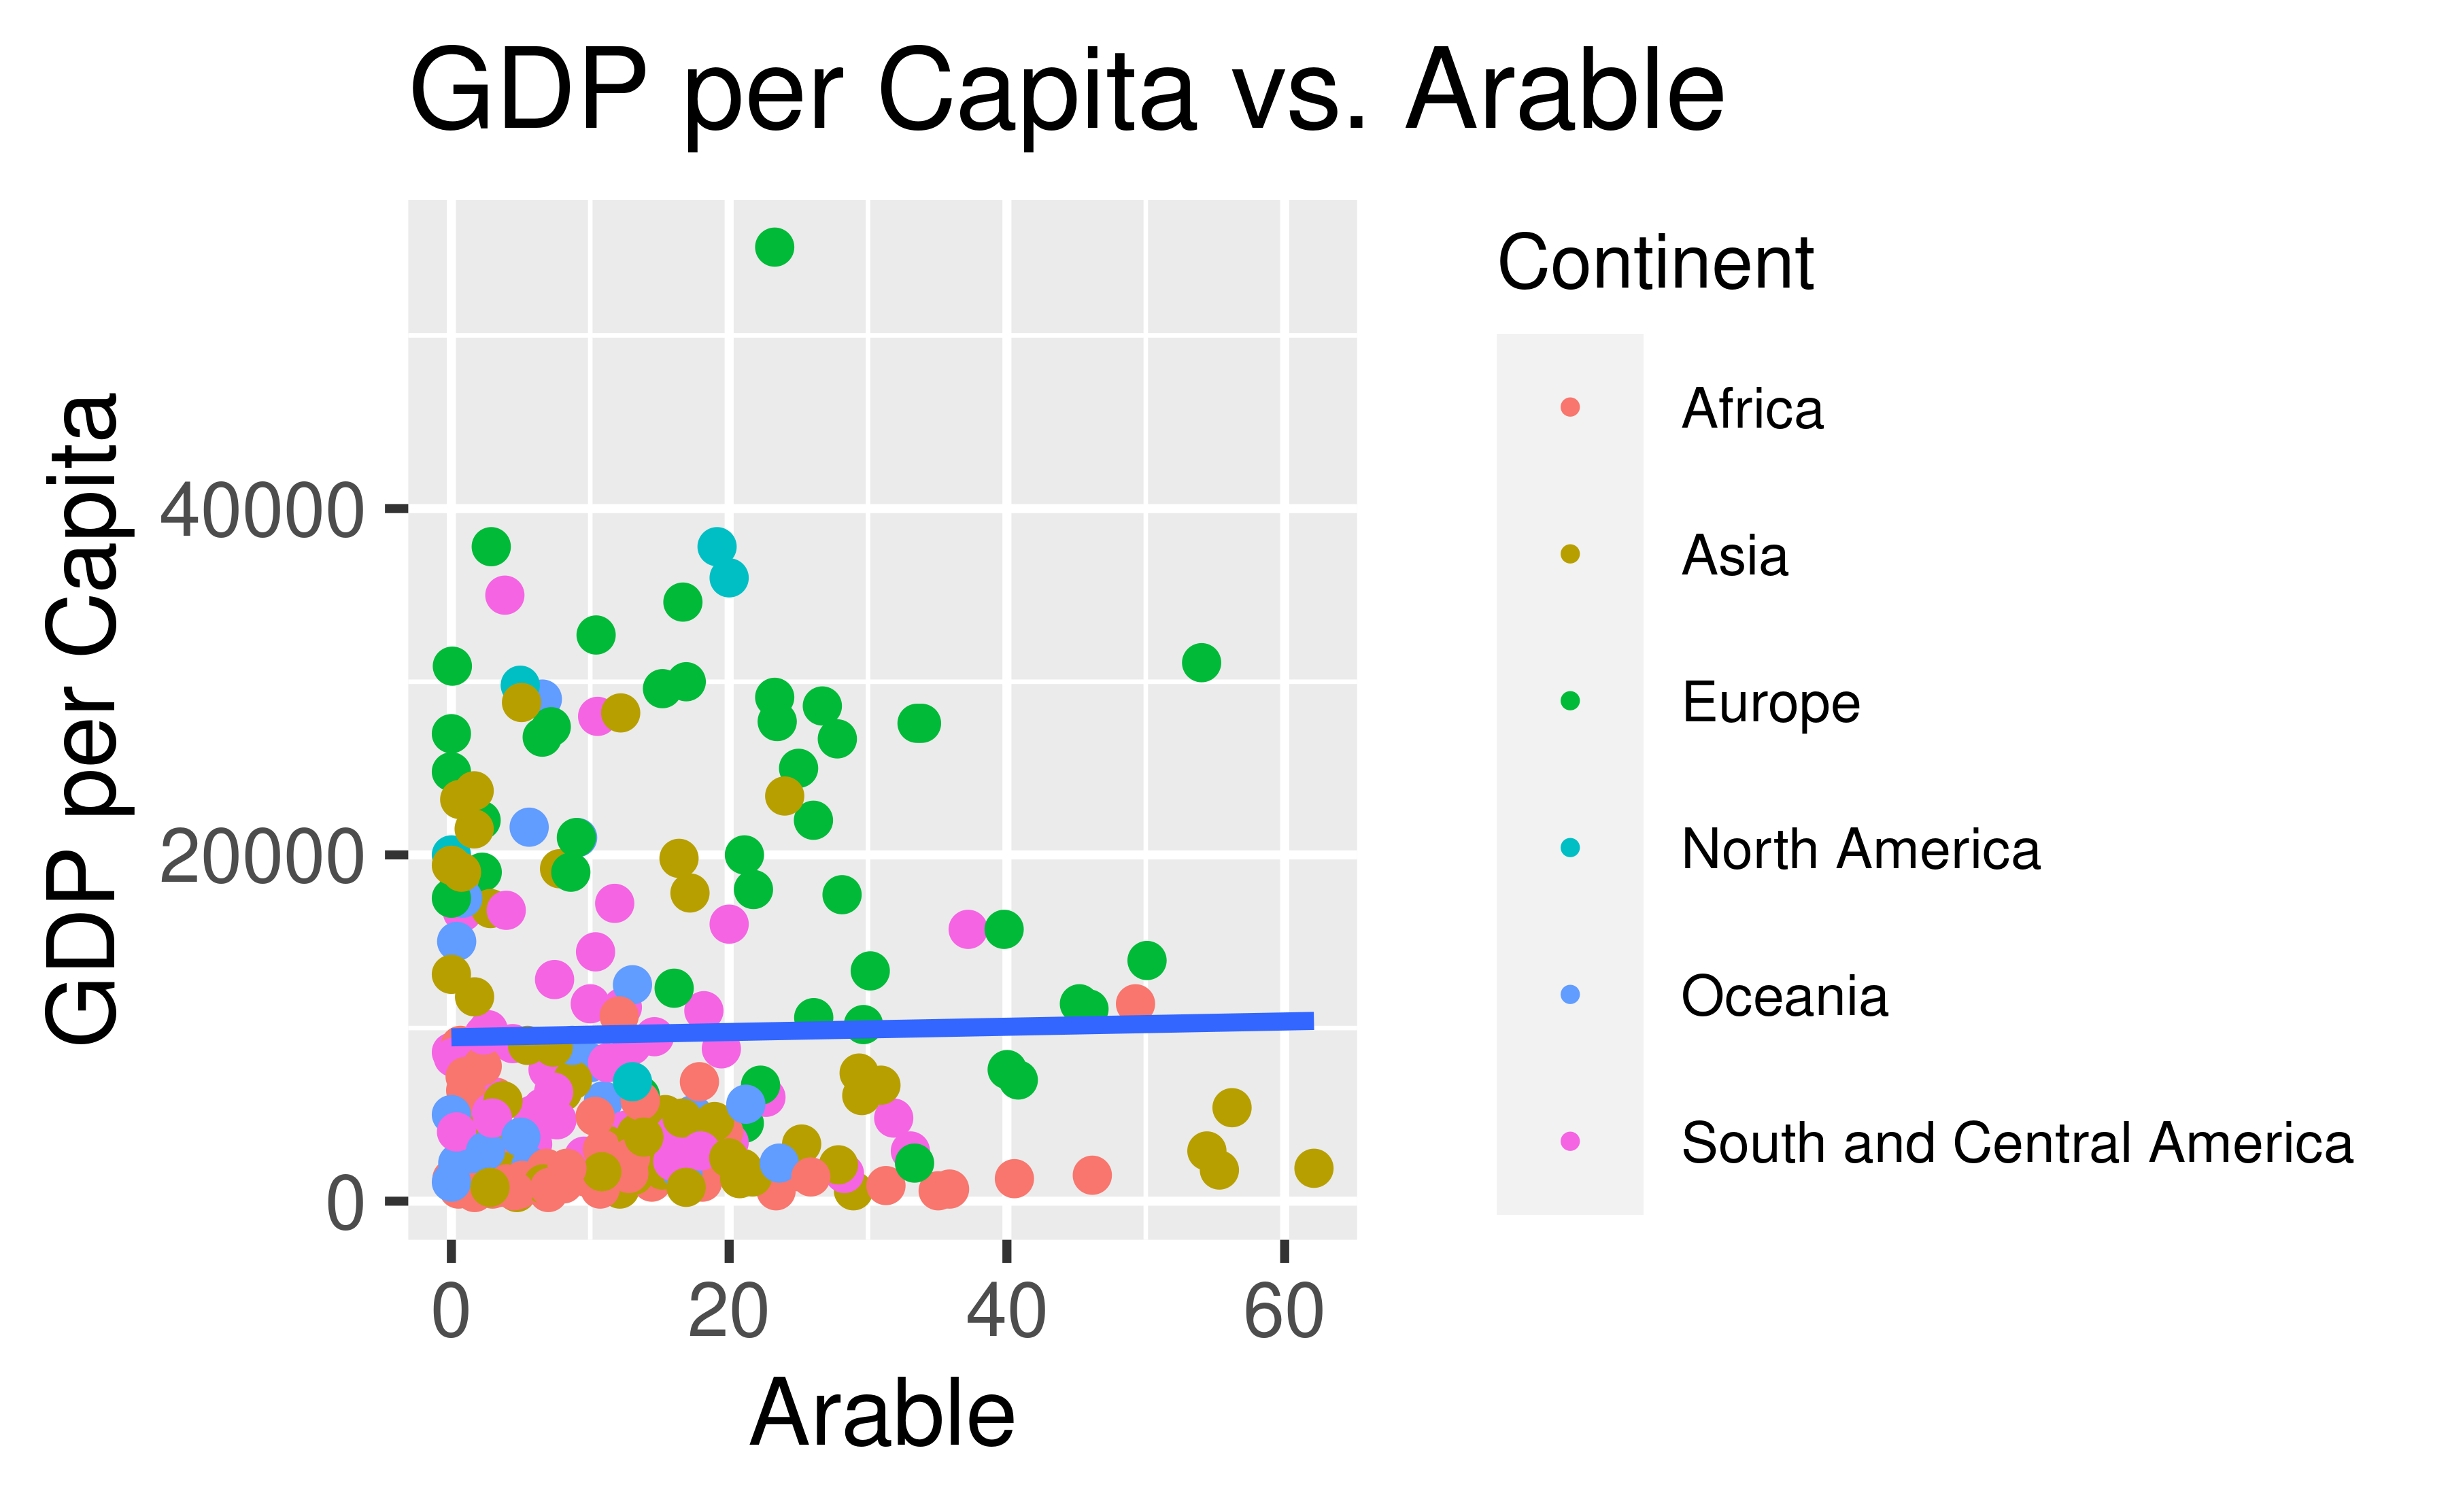 GDP per Capita vs. Arable
GDP per Capita
40000
20000
0
0 20 40 60
Arable
Continent
Africa
Asia
Europe
North America
Oceania
South and Central America